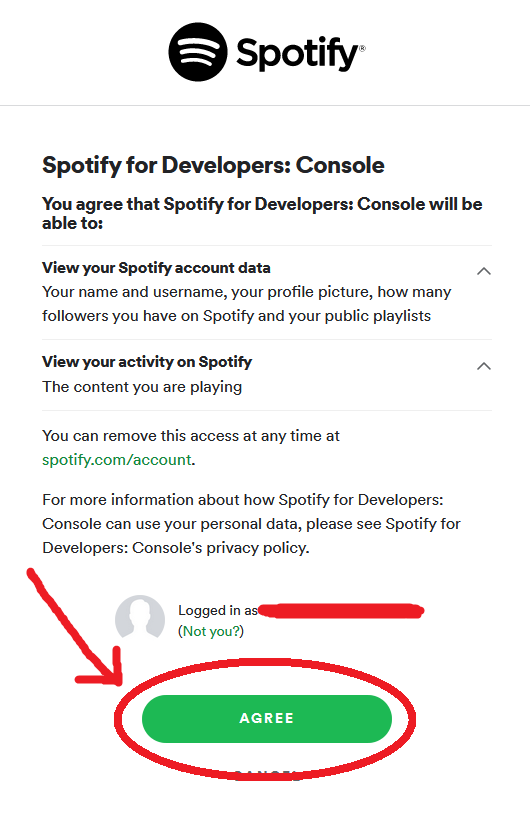 Spotify®
Spotify for Developers: Console
You agree that Spotify for Developers: Console will be
able to:
View your Spotify account data
Your name and username, your profile picture, how many
followers you have on Spotify and your public playlists
View your activity on Spotify
The content you are playing
You can remove this access at any time at
spotify.com/account.
For more information about how Spotify for Developers:
Console can use your personal data, please see Spotify for
Developers: Console's privacy policy.
Logged in as
(Not you?)
AGREE
CANCEL